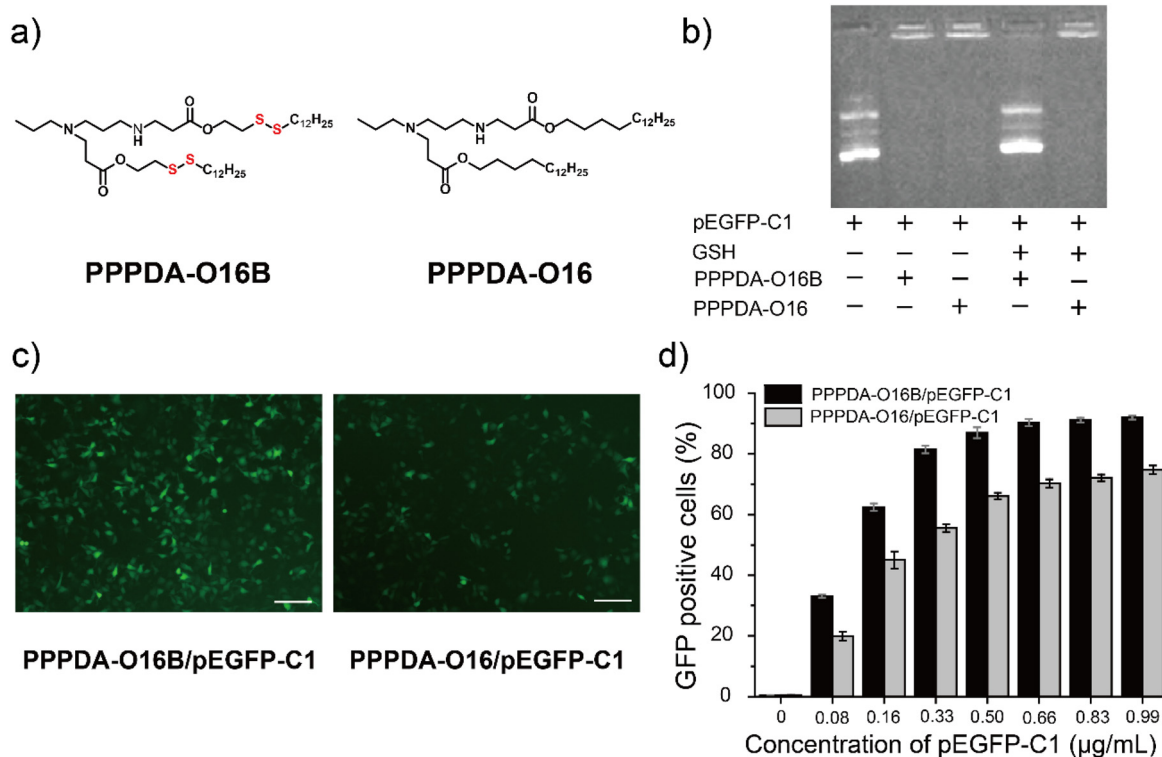 a)
N
N
H
O
O
S
S
C12H25
O
O
S
S
C12H25
PPPDA-O16B
N
N
H
O
O
C12H25
O
O
C12H25
PPPDA-O16
b)
pEGFP-C1 + + + + +
GSH − − − + +
PPPDA-O16B − + − + −
PPPDA-O16 − − + − +
c)
PPPDA-O16B/pEGFP-C1
PPPDA-O16/pEGFP-C1
d)
PPPDA-O16B/pEGFP-C1
PPPDA-O16/pEGFP-C1
GFP positive cells (%)
100
80
60
40
20
0
0 0.08 0.16 0.33 0.50 0.66 0.83 0.99
Concentration of pEGFP-C1 (μg/mL)